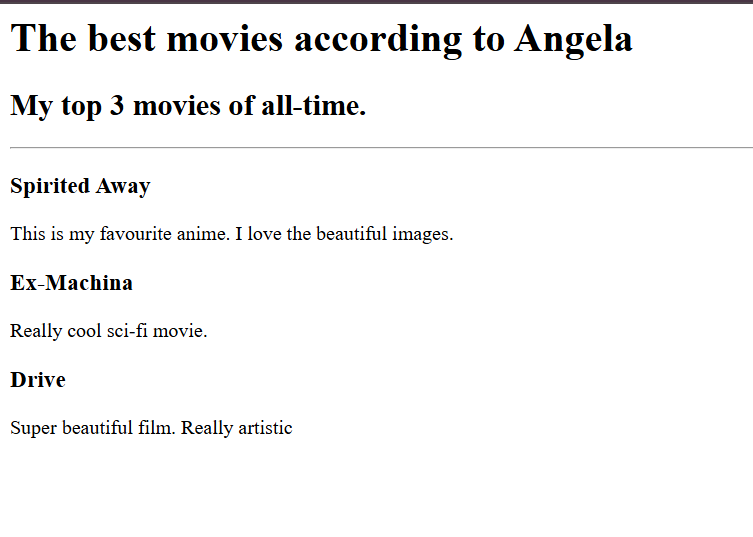 The best movies according to Angela
My top 3 movies of all-time.
Spirited Away
This is my favourite anime. I love the beautiful images.
Ex-Machina
Really cool sci-fi movie.
Drive
Super beautiful film. Really artistic